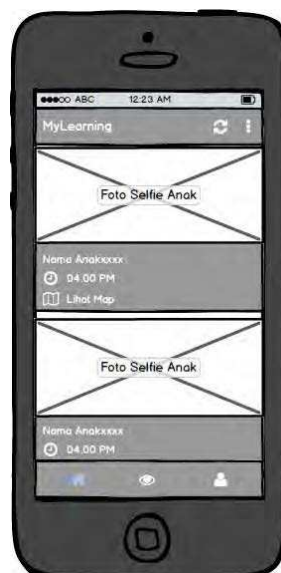 ABC 12:23 AM
MyLearning
Foto Selfie Anak
Nama Anakxxxx
04.00 PM
Lihat Map
Foto Selfie Anak
Nama Anakxxxx
04.00 PM